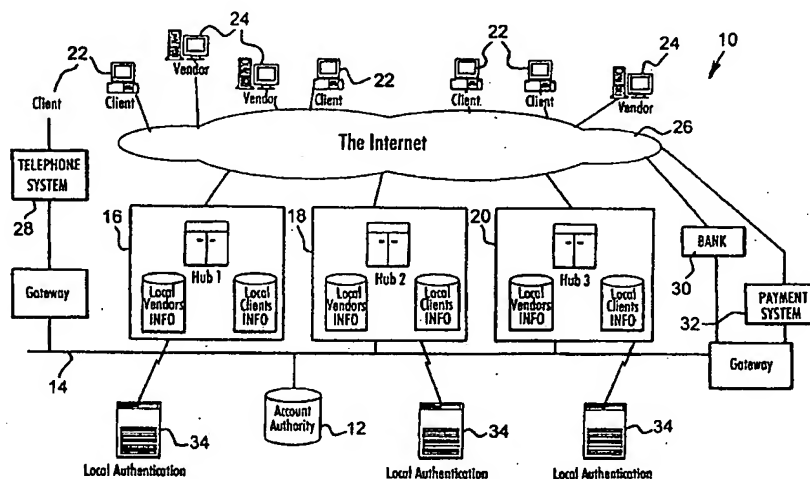 22
24
Vendor
Client
Client
Vendor
22
Client
22
Client
Client
24
Vendor
10
The Internet
26
TELEPHONE
SYSTEM
28
16
Hub 1
Local
Vendors
INFO
Local
Clients
INFO
18
Hub 2
Local
Vendors
INFO
Local
Clients
INFO
20
Hub 3
Local
Vendors
INFO
Local
Clients
INFO
BANK
30
PAYMENT
SYSTEM
32
Gateway
Gateway
14
34
Local Authentication
Account
Authority
12
34
Local Authentication
34
Local Authentication